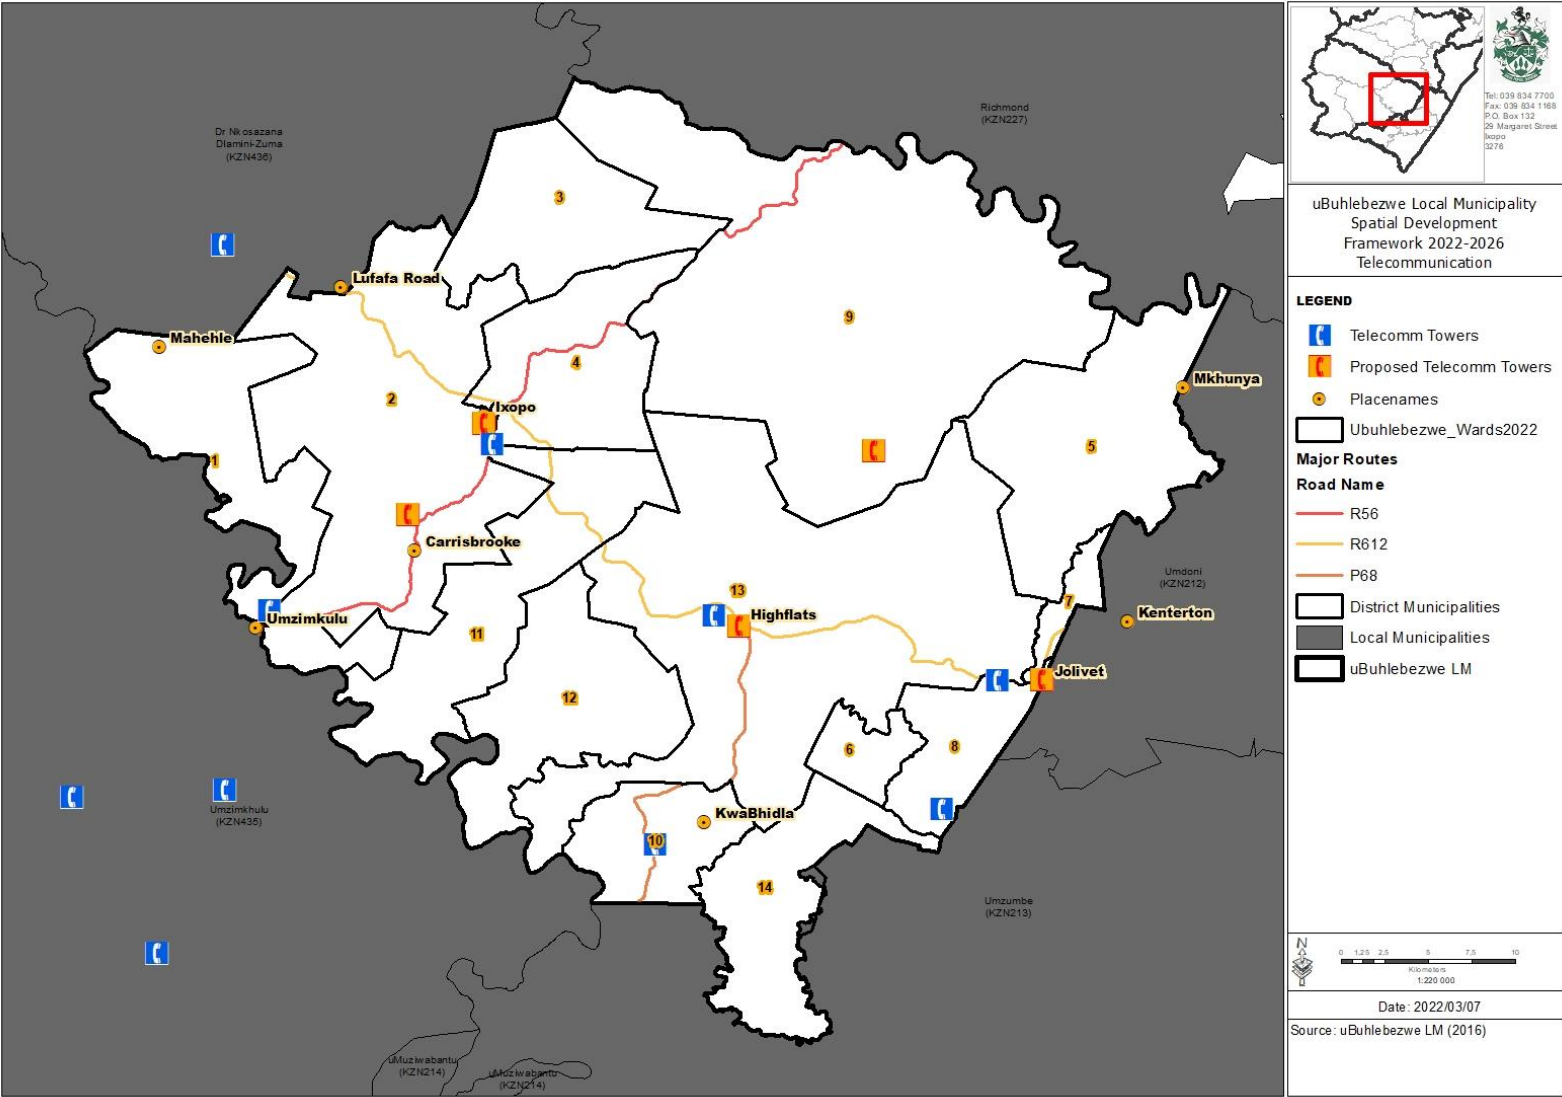 Dr Nkosazana
Dlamini-Zuma
(KZN436)
Richmond
(KZN227)
3
Lufafa Road
Mahehle
9
4
2
Ixopo
Mkhunya
1
5
Carrisbrooke
Umdoni
(KZN212)
13
7
Highflats
Kenterton
Umzimkulu
11
Jolivet
12
6
8
Umzimkhulu
(KZN435)
KwaBhidla
10
14
Umzumbe
(KZN213)
uMuziwabantu
(KZN214)
uMuziwabantu
(KZN214)
Tel: 039 834 7700
Fax: 039 834 1168
P.O. Box 132
29 Margaret Street
Ixopo
3276
uBuhlebezwe Local Municipality
Spatial Development
Framework 2022-2026
Telecommunication
LEGEND
Telecomm Towers
Proposed Telecomm Towers
Placenames
Ubuhlebezwe_Wards2022
Major Routes
Road Name
R56
R612
P68
District Municipalities
Local Municipalities
uBuhlebezwe LM
N
0 1,25 2,5 5 7,5 10
Kilometers
1:220 000
Date: 2022/03/07
Source: uBuhlebezwe LM (2016)